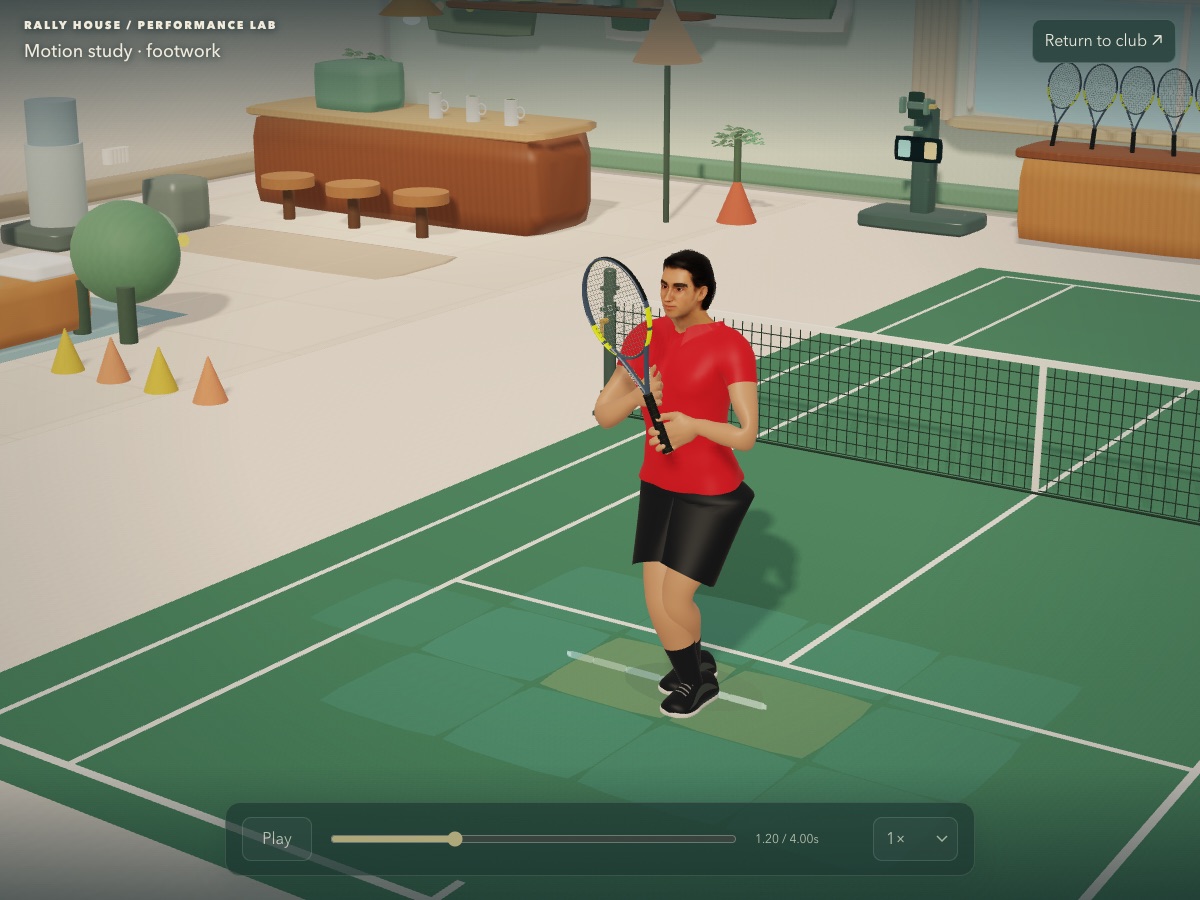 RALLY HOUSE / PERFORMANCE LAB
Motion study · footwork
Return to club ↗
Play
1.20 / 4.00s
1×